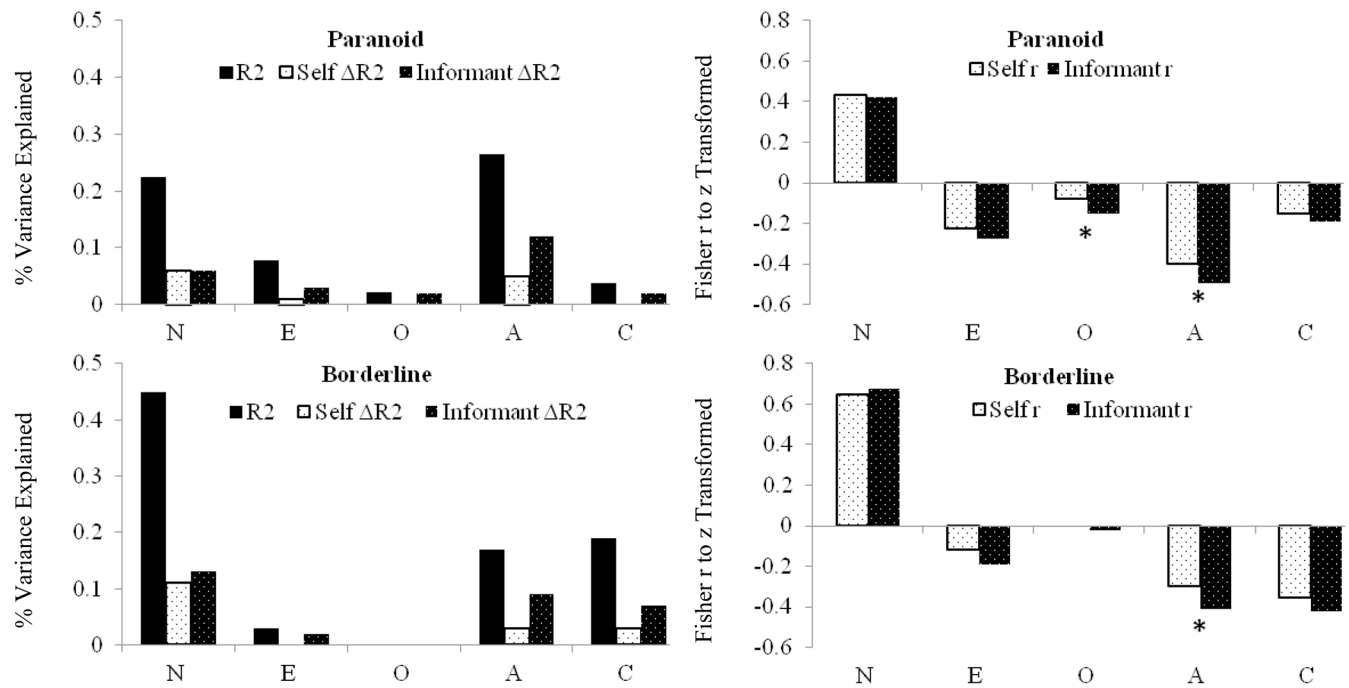 Paranoid
R2 Self ΔR2 Informant ΔR2
% Variance Explained
0.5
0.4
0.3
0.2
0.1
0
N E O A C
Paranoid
Self r Informant r
Fisher r to z Transformed
0.8
0.6
0.4
0.2
0
-0.2
-0.4
-0.6
*
*
N E O A C
Borderline
R2 Self ΔR2 Informant ΔR2
% Variance Explained
0.5
0.4
0.3
0.2
0.1
0
N E O A C
Borderline
Self r Informant r
Fisher r to z Transformed
0.8
0.6
0.4
0.2
0
-0.2
-0.4
-0.6
*
N E O A C